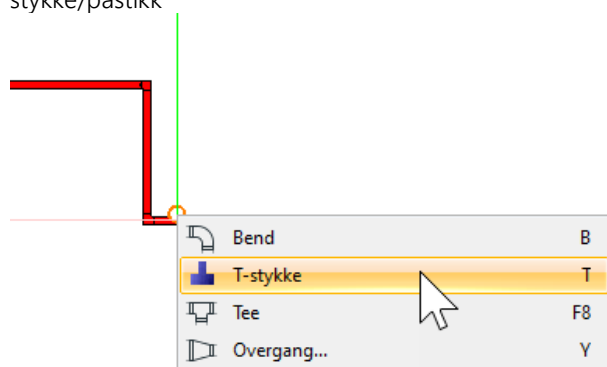 stykke/påstikk
Bend B
T-stykke T
Tee F8
Overgang... Y